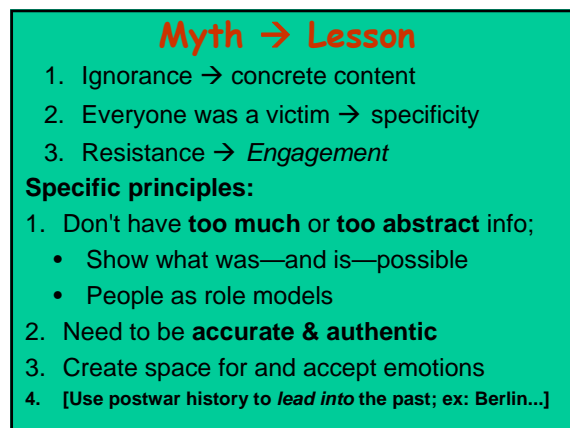 Myth → Lesson
1. Ignorance → concrete content
2. Everyone was a victim → specificity
3. Resistance → Engagement
Specific principles:
1. Don't have too much or too abstract info;
• Show what was—and is—possible
• People as role models
2. Need to be accurate & authentic
3. Create space for and accept emotions
4. [Use postwar history to lead into the past; ex: Berlin...]